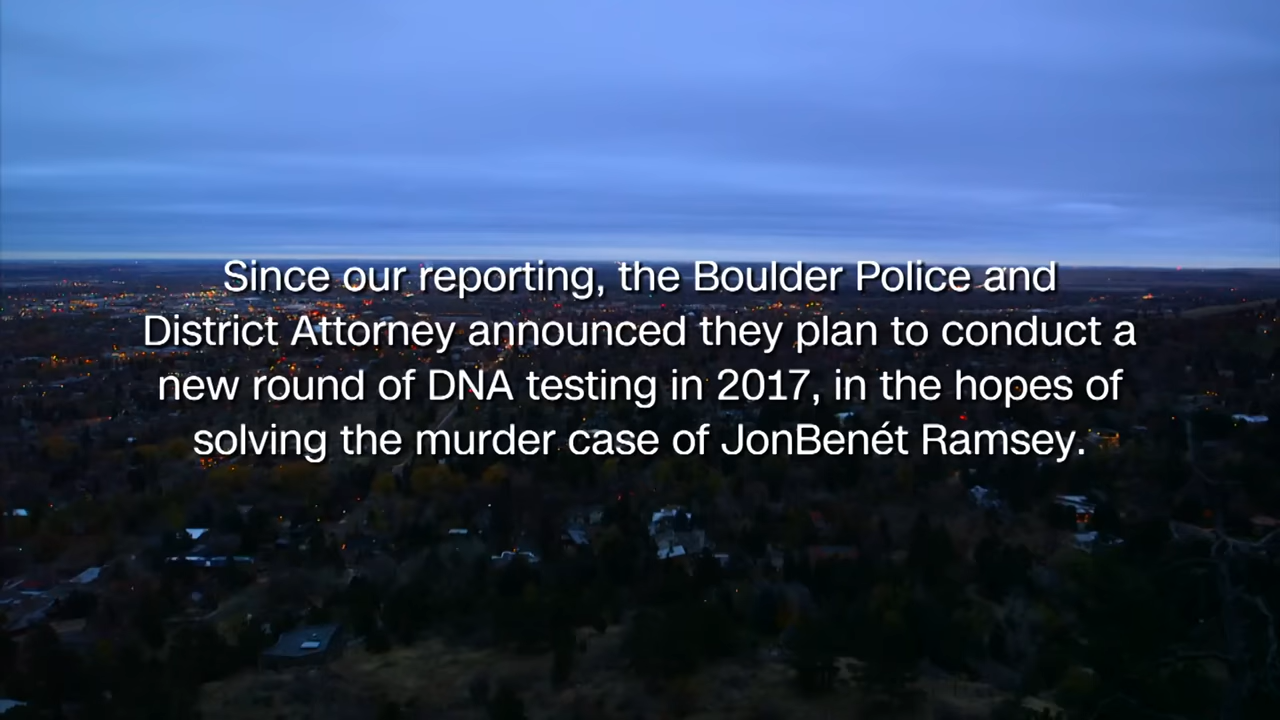 Since our reporting, the Boulder Police and
District Attorney announced they plan to conduct a
new round of DNA testing in 2017, in the hopes of
solving the murder case of JonBenét Ramsey.